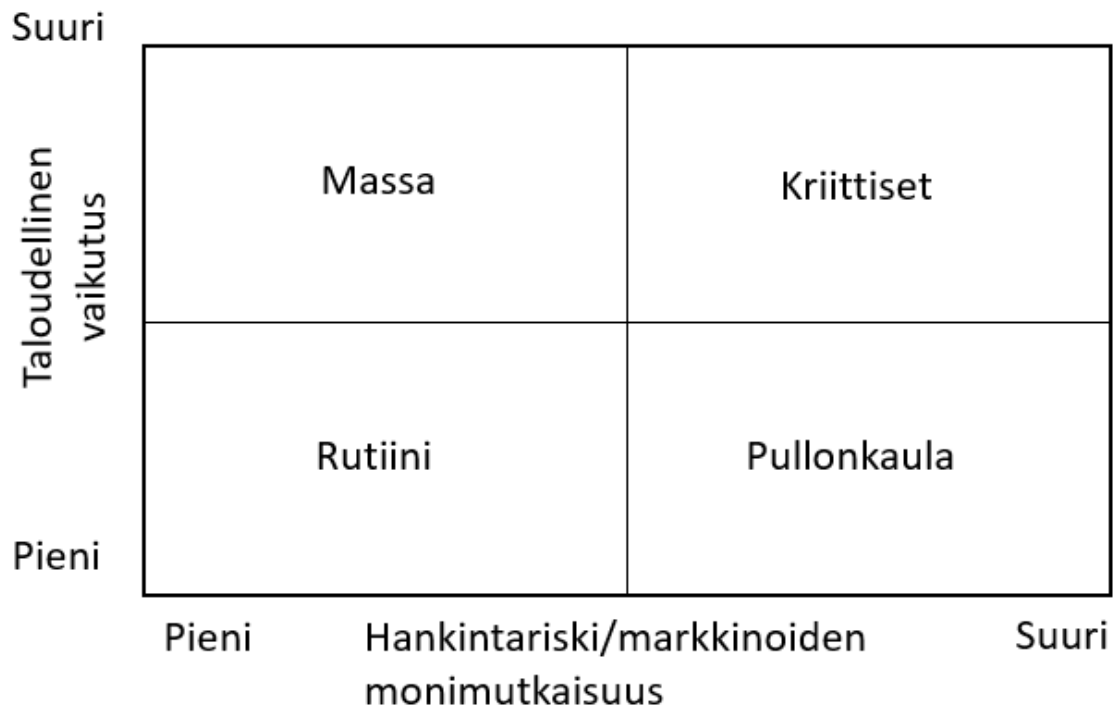 Suuri
Taloudellinen
vaikutus
Massa
Kriittiset
Rutiini
Pullonkaula
Pieni
Pieni
Hankintariski/markkinoiden
monimutkaisuus
Suuri